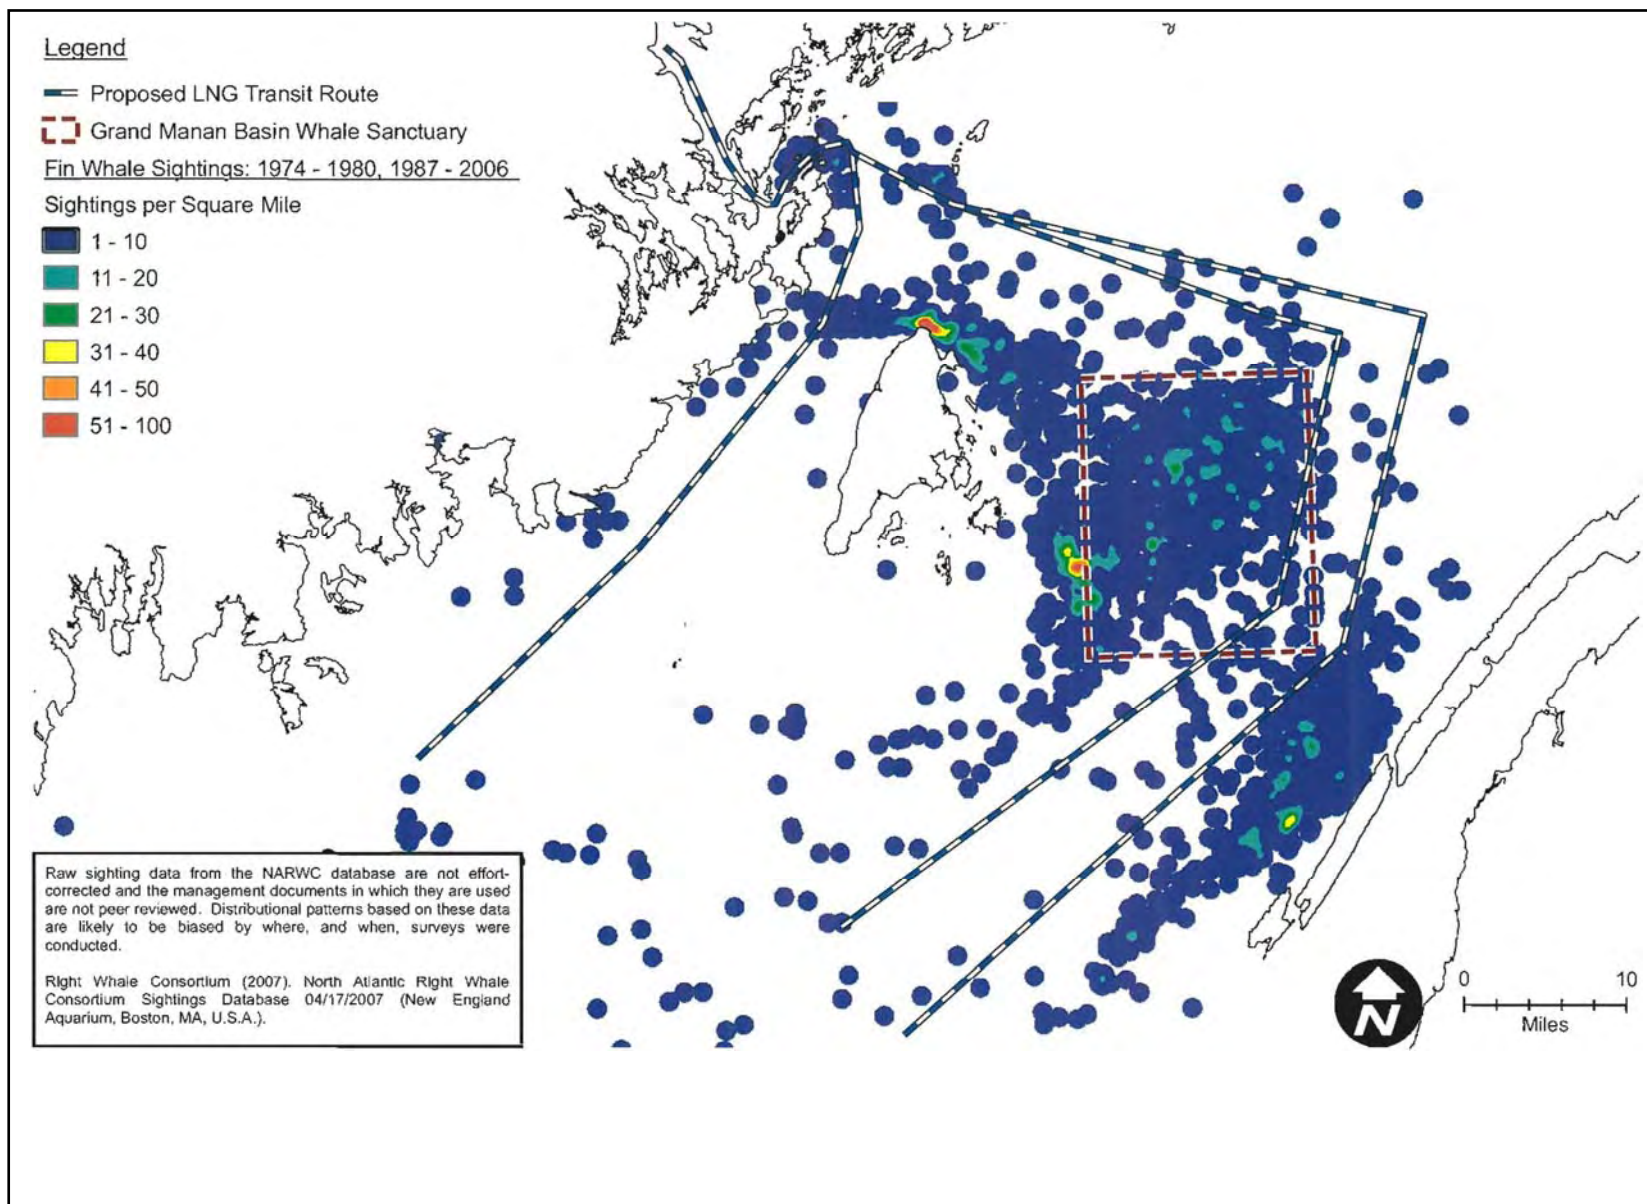 Legend
Proposed LNG Transit Route
Grand Manan Basin Whale Sanctuary
Fin Whale Sightings: 1974 - 1980, 1987 - 2006
Sightings per Square Mile
1 - 10
11 - 20
21 - 30
31 - 40
41 - 50
51 - 100
Raw sighting data from the NARWC database are not effort-
corrected and the management documents in which they are used
are not peer reviewed. Distributional patterns based on these data
are likely to be biased by where, and when, surveys were
conducted.
Right Whale Consortium (2007). North Atlantic Right Whale
Consortium Sightings Database 04/17/2007 (New England
Aquarium, Boston, MA, U.S.A.).
N
0 10
Miles